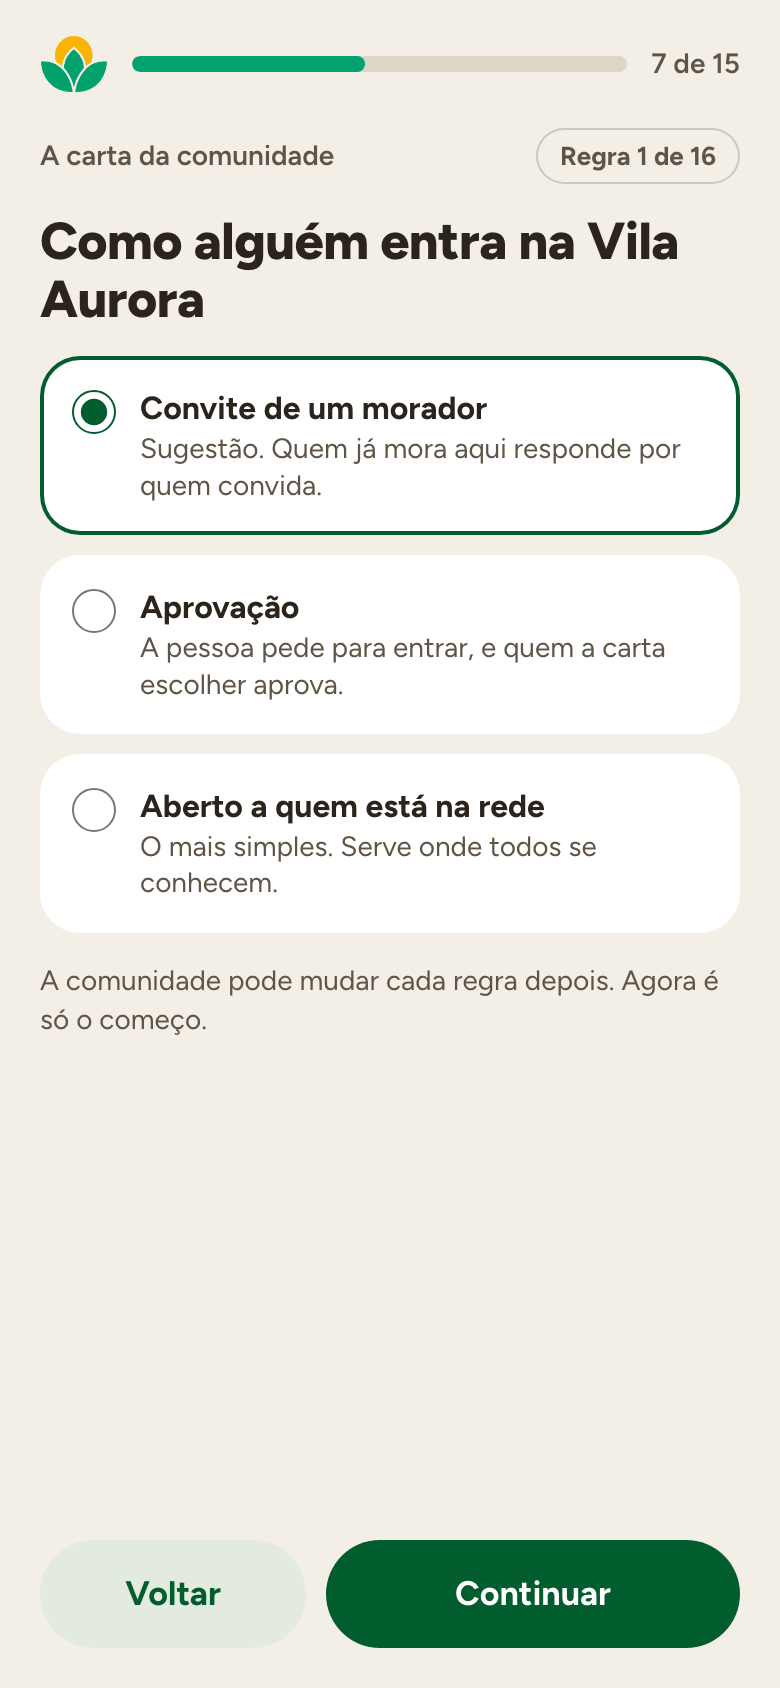 7 de 15
A carta da comunidade
Regra 1 de 16
Como alguém entra na Vila
Aurora
Convite de um morador
Sugestão. Quem já mora aqui responde por
quem convida.
Aprovação
A pessoa pede para entrar, e quem a carta
escolher aprova.
Aberto a quem está na rede
O mais simples. Serve onde todos se
conhecem.
A comunidade pode mudar cada regra depois. Agora é
só o começo.
Voltar
Continuar